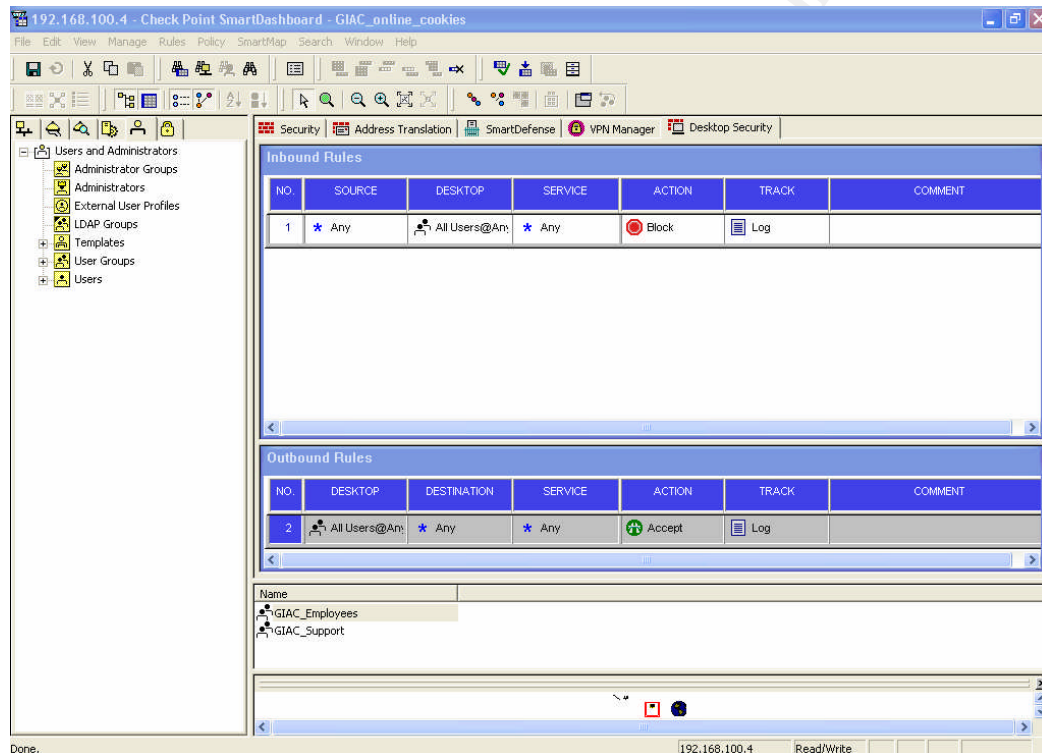 192.168.100.4 - Check Point SmartDashboard - GIAC_online_cookies
File Edit View Manage Rules Policy SmartMap Search Window Help
Security Address Translation SmartDefense VPN Manager Desktop Security
Users and Administrators
Administrator Groups
Administrators
External User Profiles
LDAP Groups
Templates
User Groups
Users
Inbound Rules
NO. SOURCE DESKTOP SERVICE ACTION TRACK COMMENT
1 * Any All Users@Any * Any Block Log
Outbound Rules
NO. DESKTOP DESTINATION SERVICE ACTION TRACK COMMENT
2 All Users@Any * Any * Any Accept Log
Name
GIAC_Employees
GIAC_Support
Done. 192.168.100.4 Read/Write